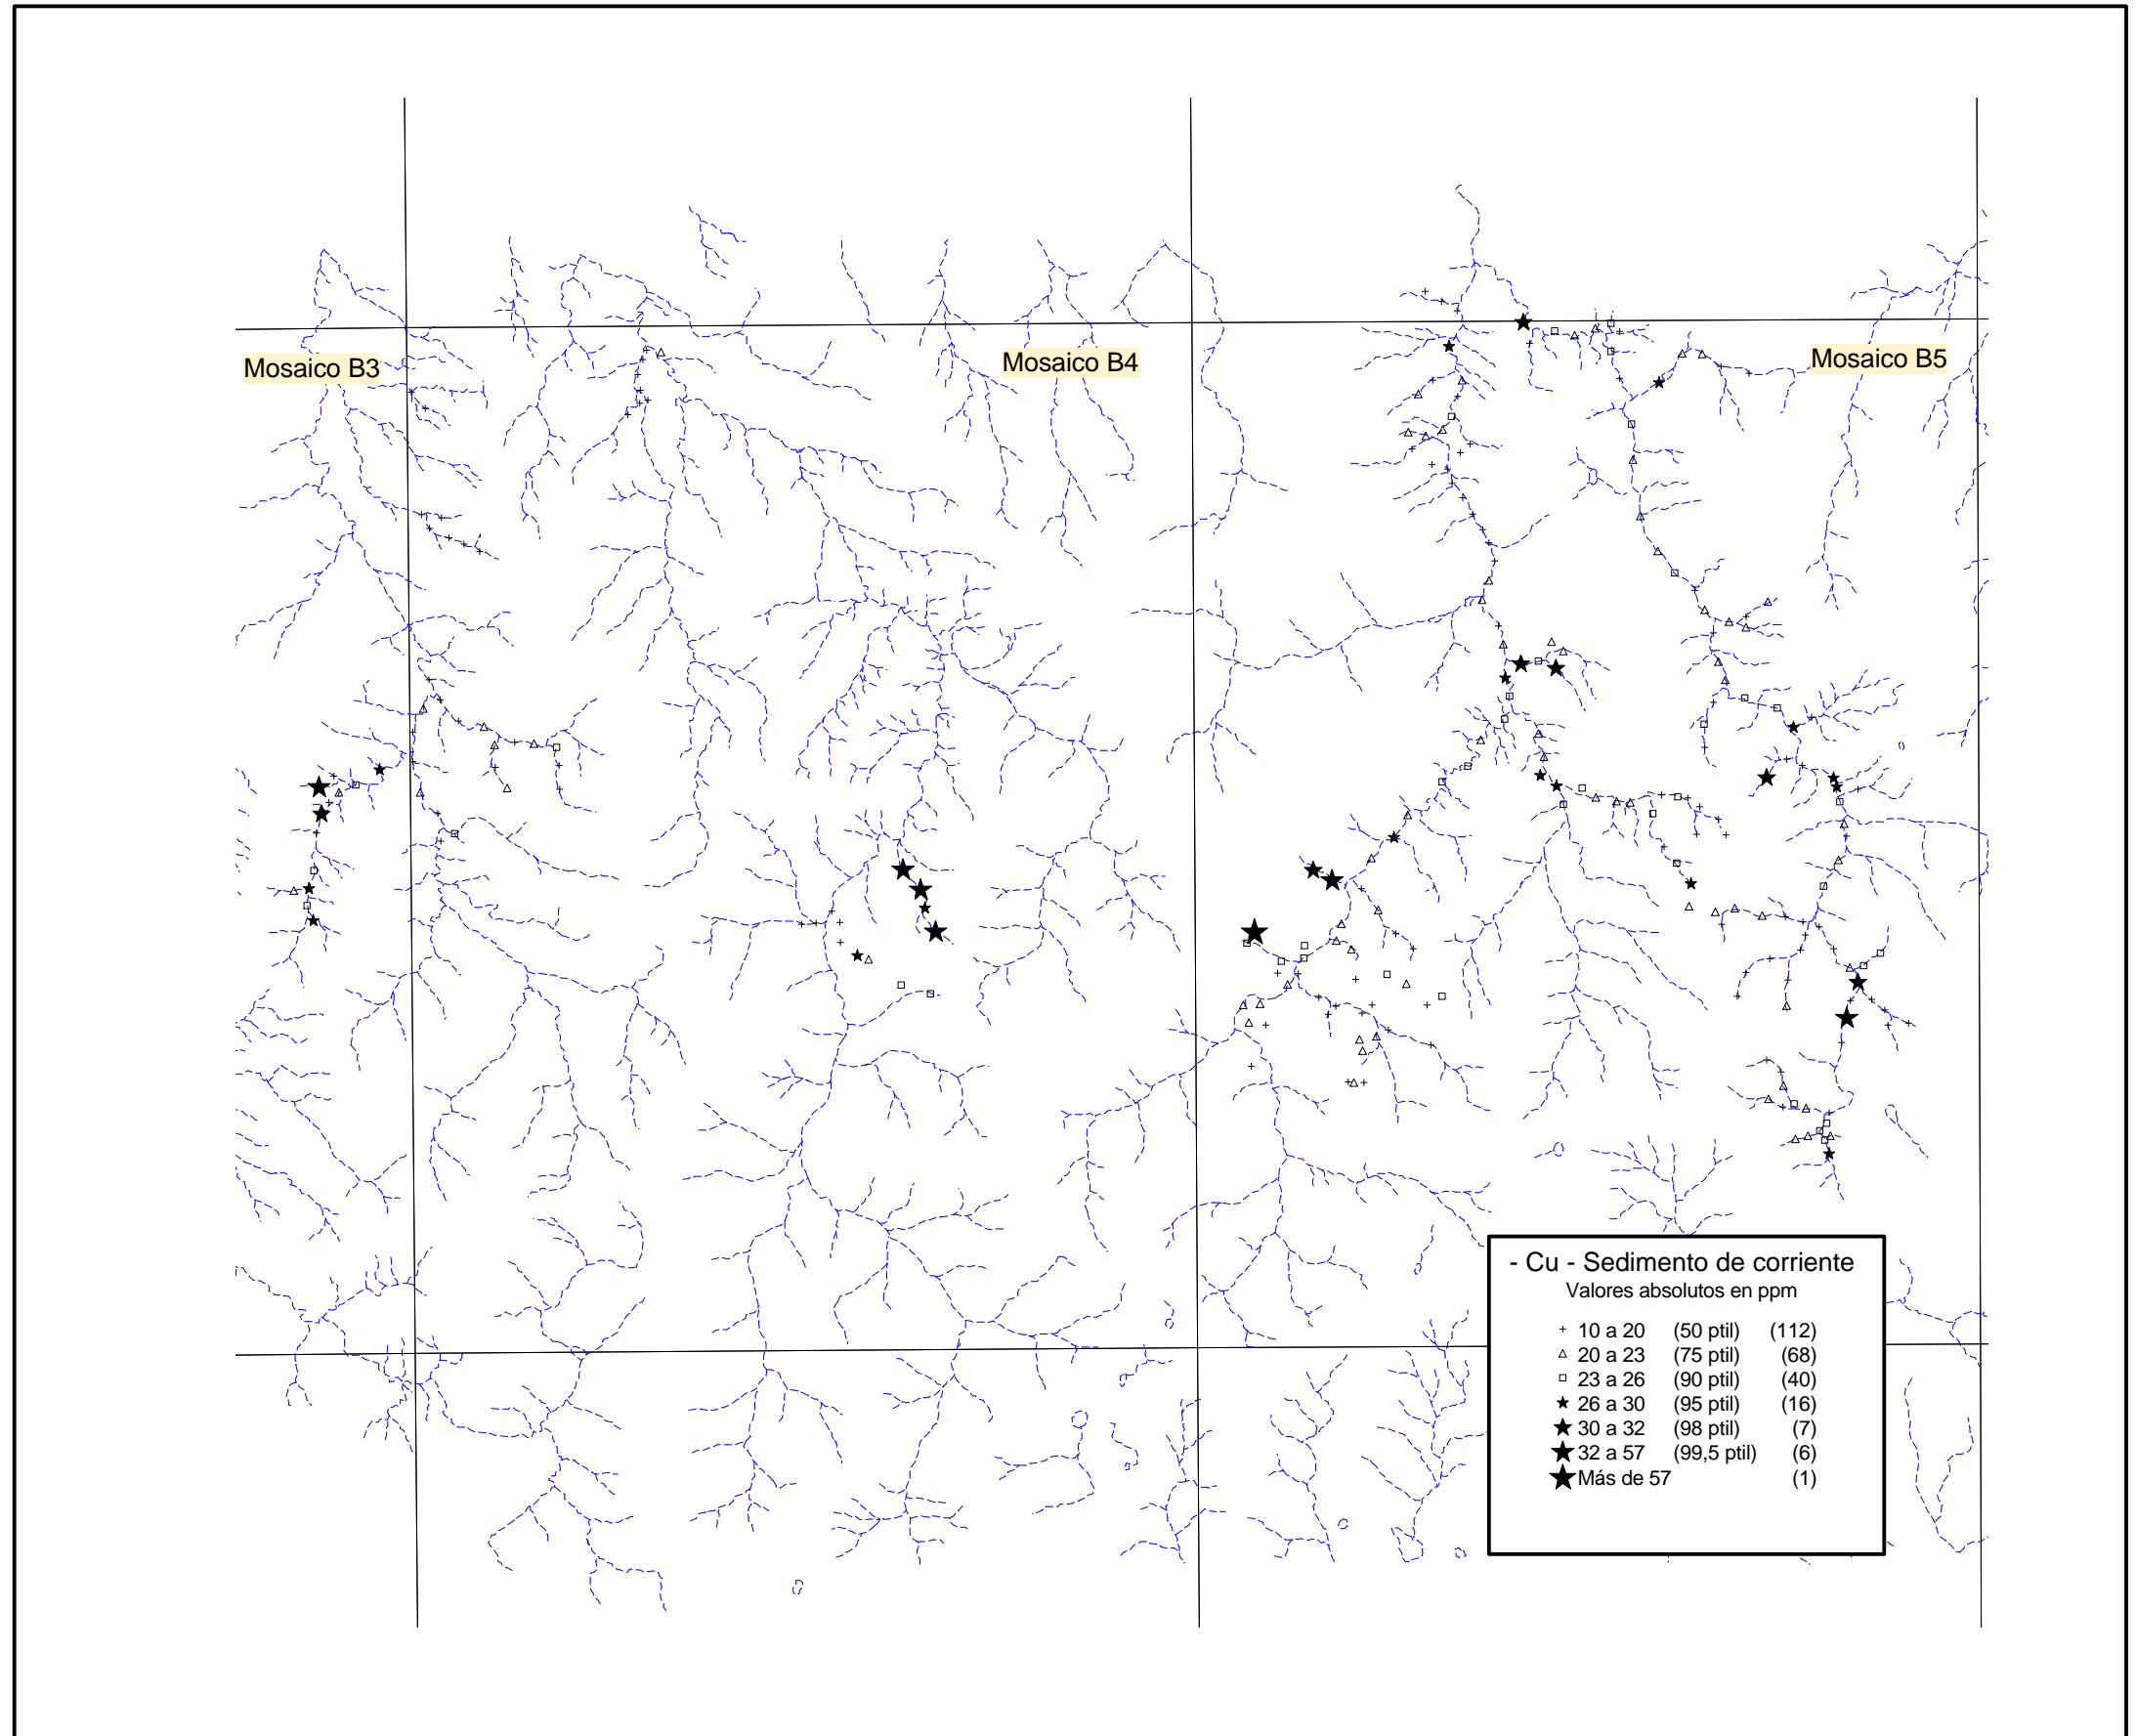 Mosaico B3
Mosaico B4
Mosaico B5
- Cu - Sedimento de corriente
Valores absolutos en ppm
10 a 20 (50 ptil) (112)
20 a 23 (75 ptil) (68)
23 a 26 (90 ptil) (40)
26 a 30 (95 ptil) (16)
30 a 32 (98 ptil) (7)
32 a 57 (99,5 ptil) (6)
Más de 57 (1)